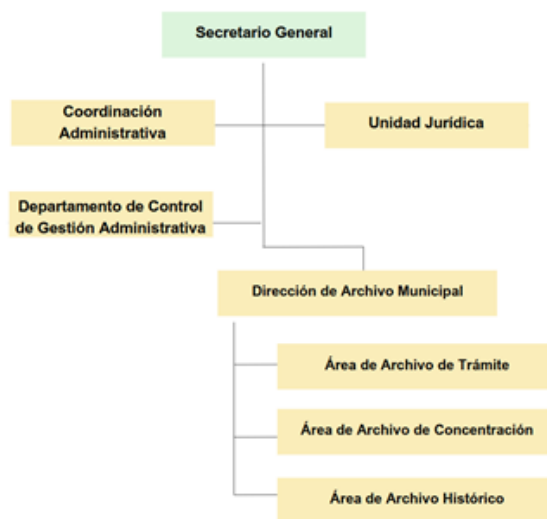 Secretario General
Coordinación
Administrativa
Unidad Jurídica
Departamento de Control
de Gestión Administrativa
Dirección de Archivo Municipal
Área de Archivo de Trámite
Área de Archivo de Concentración
Área de Archivo Histórico